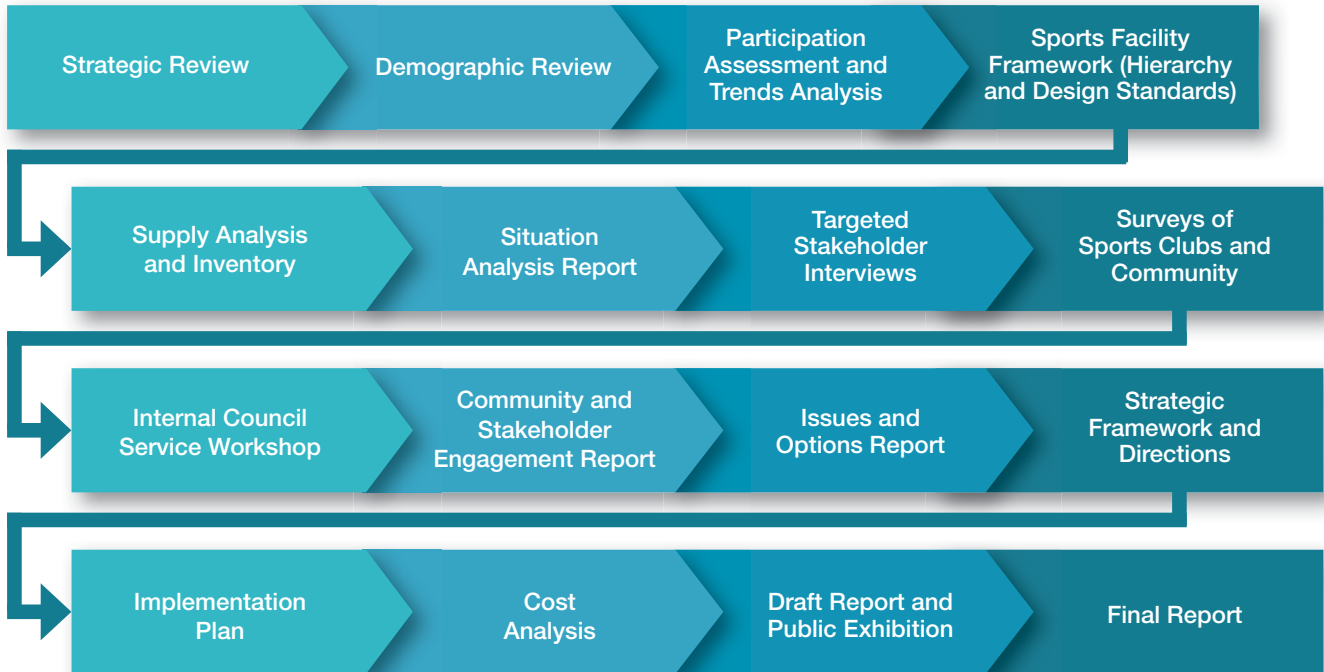 Strategic Review
Demographic Review
Participation
Assessment and
Trends Analysis
Sports Facility
Framework (Hierarchy
and Design Standards)
Supply Analysis
and Inventory
Situation
Analysis Report
Targeted
Stakeholder
Interviews
Surveys of
Sports Clubs and
Community
Internal Council
Service Workshop
Community and
Stakeholder
Engagement Report
Issues and
Options Report
Strategic
Framework and
Directions
Implementation
Plan
Cost
Analysis
Draft Report and
Public Exhibition
Final Report